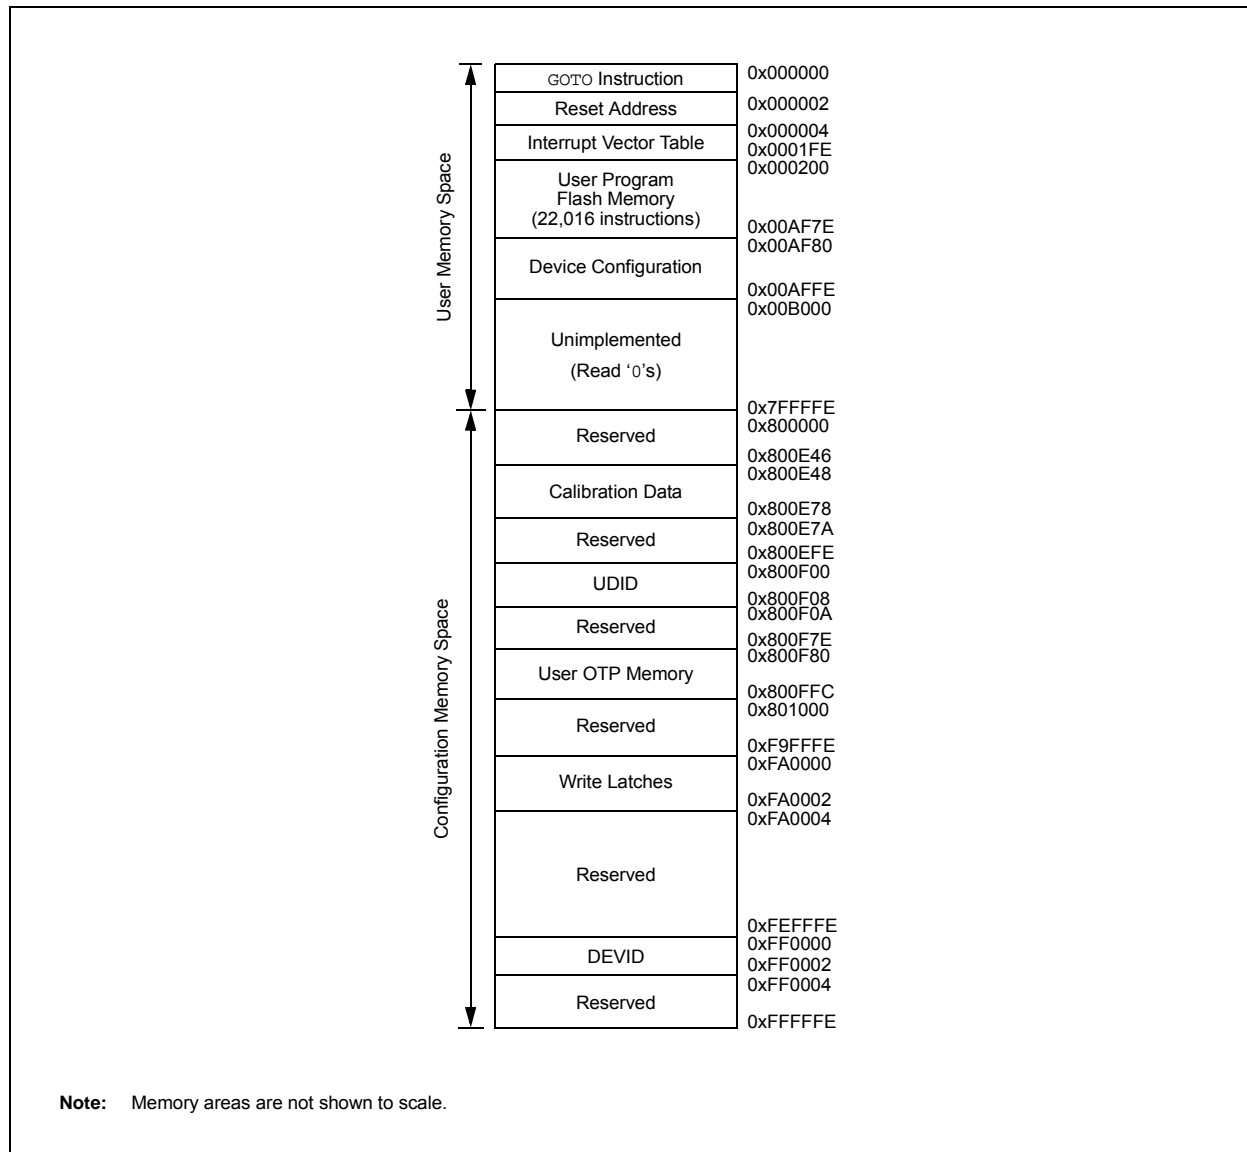 GOTO Instruction 0x000000
Reset Address 0x000002
0x000004
Interrupt Vector Table
0x0001FE
0x000200
User Program
Flash Memory
(22,016 instructions)
0x00AF7E
0x00AF80
Device Configuration
0x00AFFE
0x00B000
Unimplemented
(Read ‘0’s)
User Memory Space
0x7FFFFE
0x800000
Reserved
0x800E46
0x800E48
Calibration Data
0x800E78
0x800E7A
Reserved
0x800EFE
0x800F00
UDID
0x800F08
0x800F0A
Reserved
0x800F7E
0x800F80
User OTP Memory
0x800FFC
0x801000
Reserved
0xF9FFFE
0xFA0000
Write Latches
0xFA0002
0xFA0004
Reserved
0xFEFFFE
0xFF0000
DEVID
0xFF0002
0xFF0004
Reserved
0xFFFFFE
Configuration Memory Space
Note: Memory areas are not shown to scale.